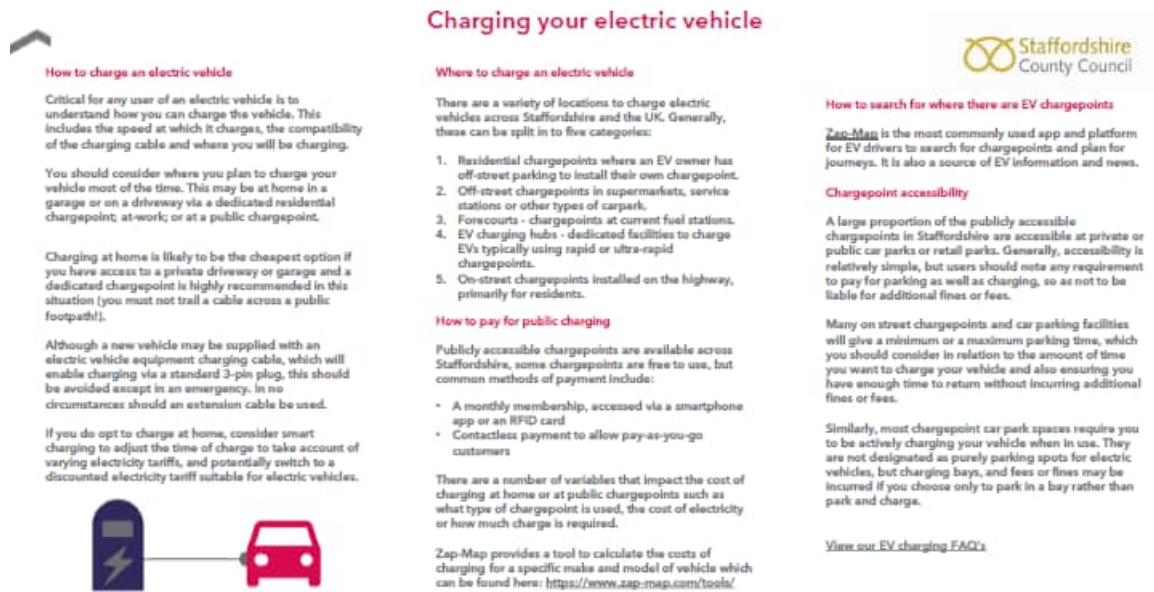 Charging your electric vehicle
Staffordshire
County Council
How to charge an electric vehicle
Critical for any user of an electric vehicle is to
understand how you can charge the vehicle. This
includes the speed at which it charges, the compatibility
of the charging cable and where you will be charging.
You should consider where you plan to charge your
vehicle most of the time. This may be at home in a
garage or on a driveway via a dedicated residential
chargepoint; at-work; or at a public chargepoint.
Charging at home is likely to be the cheapest option if
you have access to a private driveway or garage and a
dedicated chargepoint is highly recommended in this
situation (you must not trail a cable across a public
footpath!).
Although a new vehicle may be supplied with an
electric vehicle equipment charging cable, which will
enable charging via a standard 3-pin plug, this should
be avoided except in an emergency. In no
circumstances should an extension cable be used.
If you do opt to charge at home, consider smart
charging to adjust the time of charge to take account of
varying electricity tariffs, and potentially switch to a
discounted electricity tariff suitable for electric vehicles.
Where to charge an electric vehicle
There are a variety of locations to charge electric
vehicles across Staffordshire and the UK. Generally,
these can be split in to five categories:
1. Residential chargepoints where an EV owner has
off-street parking to install their own chargepoint.
2. Off-street chargepoints in supermarkets, service
stations or other types of carpark.
3. Forecourts - chargepoints at current fuel stations.
4. EV charging hubs - dedicated facilities to charge
EVs typically using rapid or ultra-rapid
chargepoints.
5. On-street chargepoints installed on the highway,
primarily for residents.
How to pay for public charging
Publicly accessible chargepoints are available across
Staffordshire, some chargepoints are free to use, but
common methods of payment include:
• A monthly membership, accessed via a smartphone
app or an RFID card
• Contactless payment to allow pay-as-you-go
customers
There are a number of variables that impact the cost of
charging at home or at public chargepoints such as
what type of chargepoint is used, the cost of electricity
or how much charge is required.
Zap-Map provides a tool to calculate the costs of
charging for a specific make and model of vehicle which
can be found here: https://www.zap-map.com/tools/
How to search for where there are EV chargepoints
Zap-Map is the most commonly used app and platform
for EV drivers to search for chargepoints and plan for
journeys. It is also a source of EV information and news.
Chargepoint accessibility
A large proportion of the publicly accessible
chargepoints in Staffordshire are accessible at private or
public car parks or retail parks. Generally, accessibility is
relatively simple, but users should note any requirement
to pay for parking as well as charging, so as not to be
liable for additional fines or fees.
Many on street chargepoints and car parking facilities
will give a minimum or a maximum parking time, which
you should consider in relation to the amount of time
you want to charge your vehicle and also ensuring you
have enough time to return without incurring additional
fines or fees.
Similarly, most chargepoint car park spaces require you
to be actively charging your vehicle when in use. They
are not designated as purely parking spots for electric
vehicles, but charging bays, and fees or fines may be
incurred if you choose only to park in a bay rather than
park and charge.
View our EV charging FAQ's